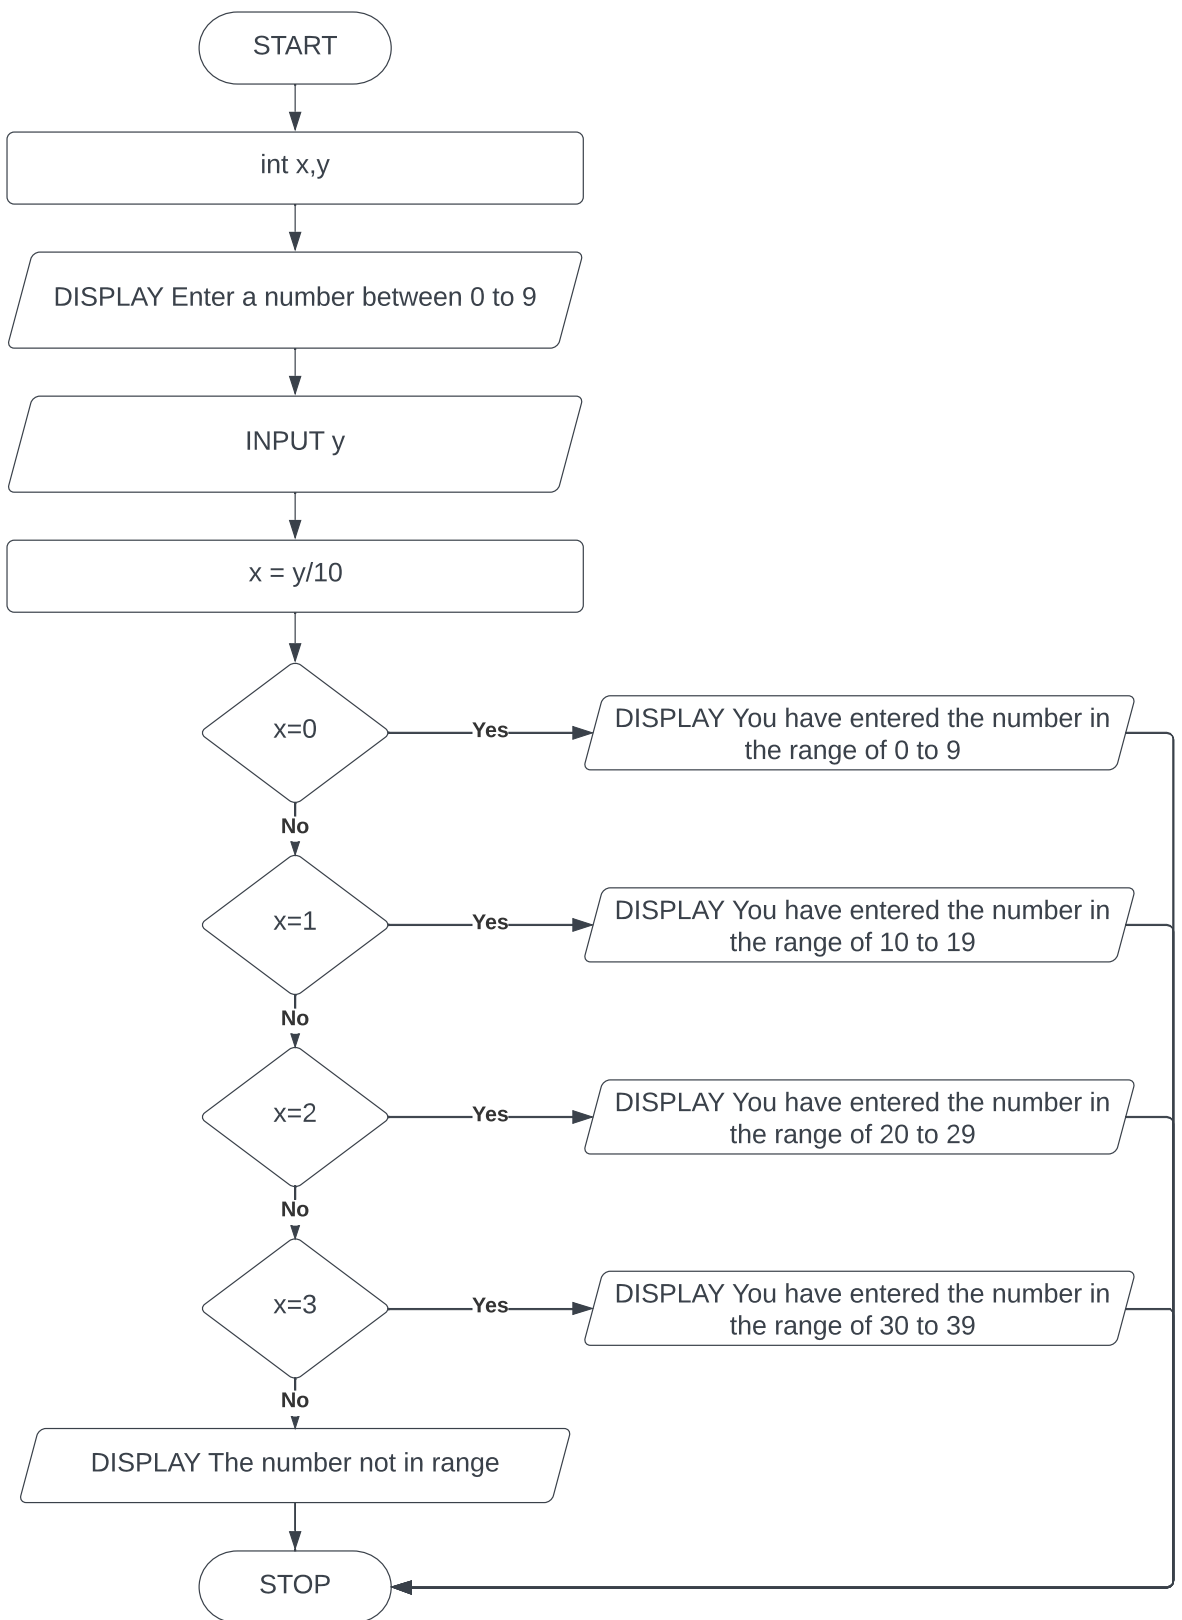 START
int x,y
DISPLAY Enter a number between 0 to 9
INPUT y
x = y/10
x=0
Yes
DISPLAY You have entered the number in
the range of 0 to 9
No
x=1
Yes
DISPLAY You have entered the number in
the range of 10 to 19
No
x=2
Yes
DISPLAY You have entered the number in
the range of 20 to 29
No
x=3
Yes
DISPLAY You have entered the number in
the range of 30 to 39
No
DISPLAY The number not in range
STOP